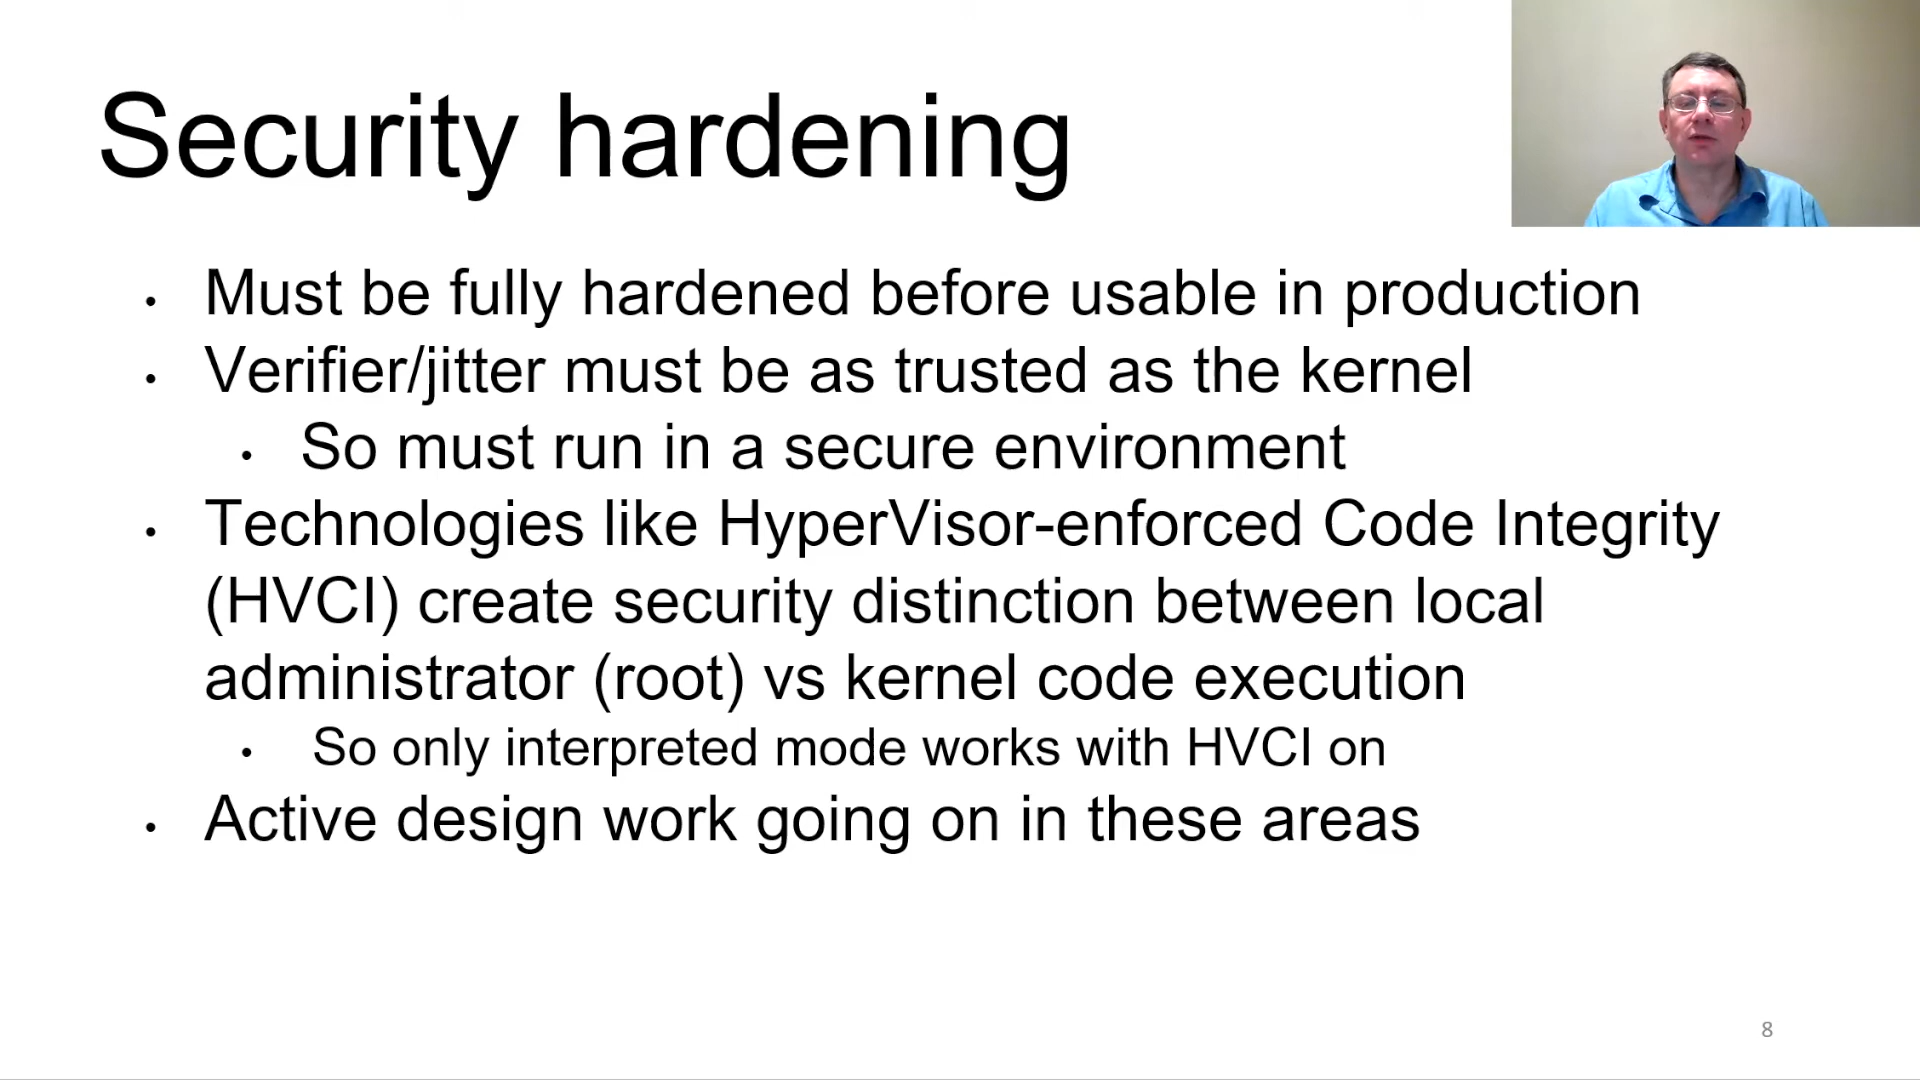 Security hardening
• Must be fully hardened before usable in production
• Verifier/jitter must be as trusted as the kernel
• So must run in a secure environment
• Technologies like HyperVisor-enforced Code Integrity
(HVCI) create security distinction between local
administrator (root) vs kernel code execution
• So only interpreted mode works with HVCI on
• Active design work going on in these areas
8